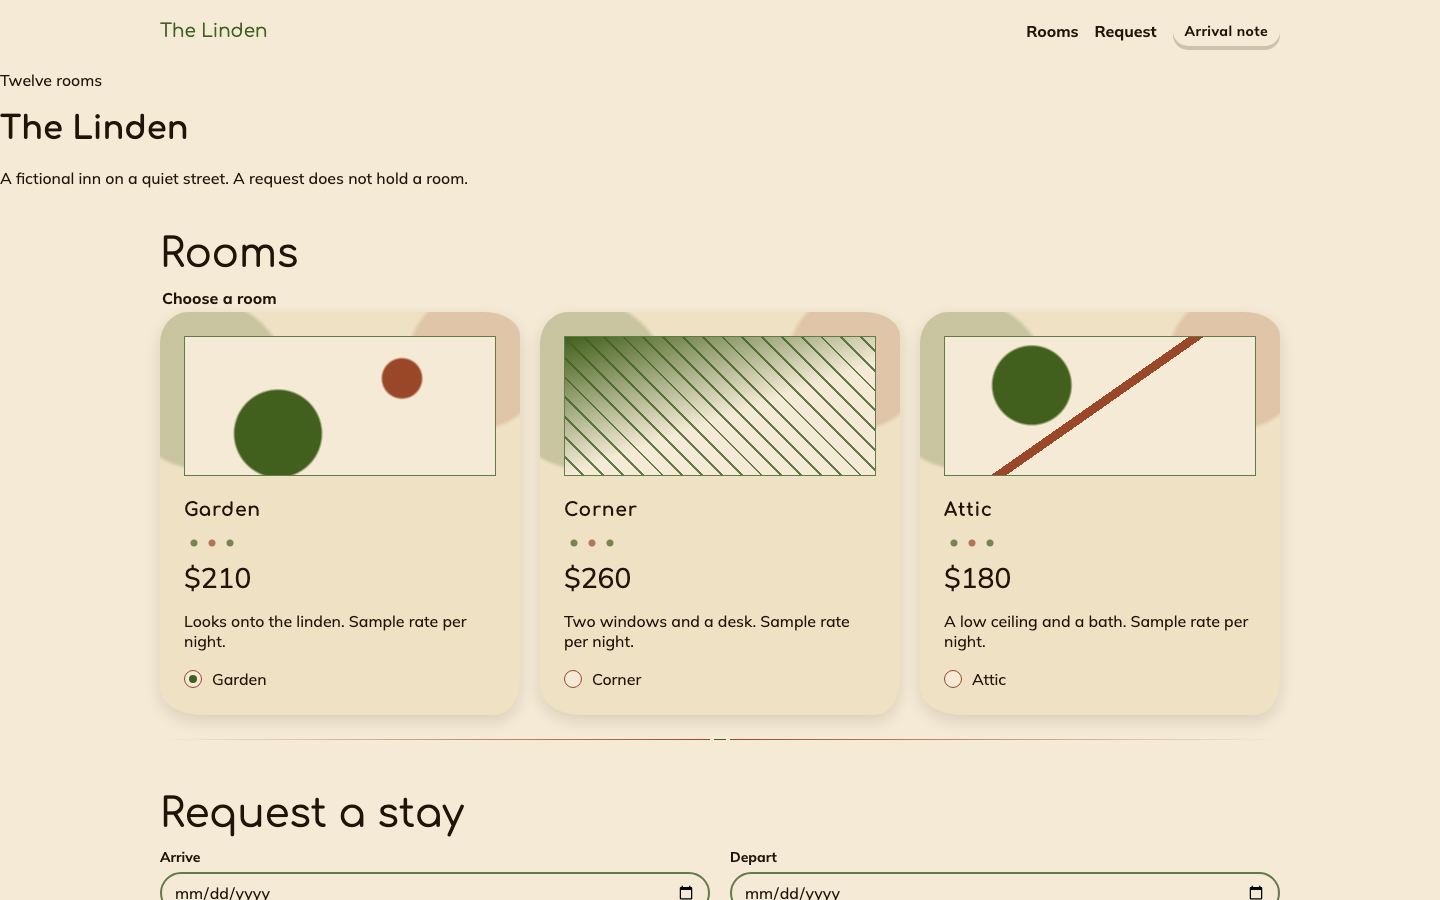 The Linden
Rooms
Request
Arrival note
Twelve rooms
The Linden
A fictional inn on a quiet street. A request does not hold a room.
Rooms
Choose a room
Garden
$210
Looks onto the linden. Sample rate per
night.
Garden
Corner
$260
Two windows and a desk. Sample rate
per night.
Corner
Attic
$180
A low ceiling and a bath. Sample rate per
night.
Attic
Request a stay
Arrive
mm/dd/yyyy
Depart
mm/dd/yyyy